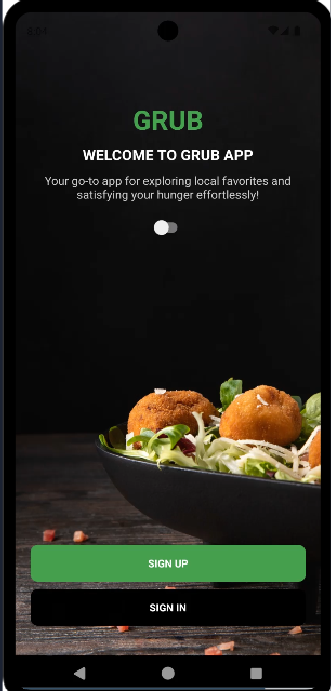 GRUB
WELCOME TO GRUB APP
Your go-to app for exploring local favorites and
satisfying your hunger effortlessly!
SIGN UP
SIGN IN